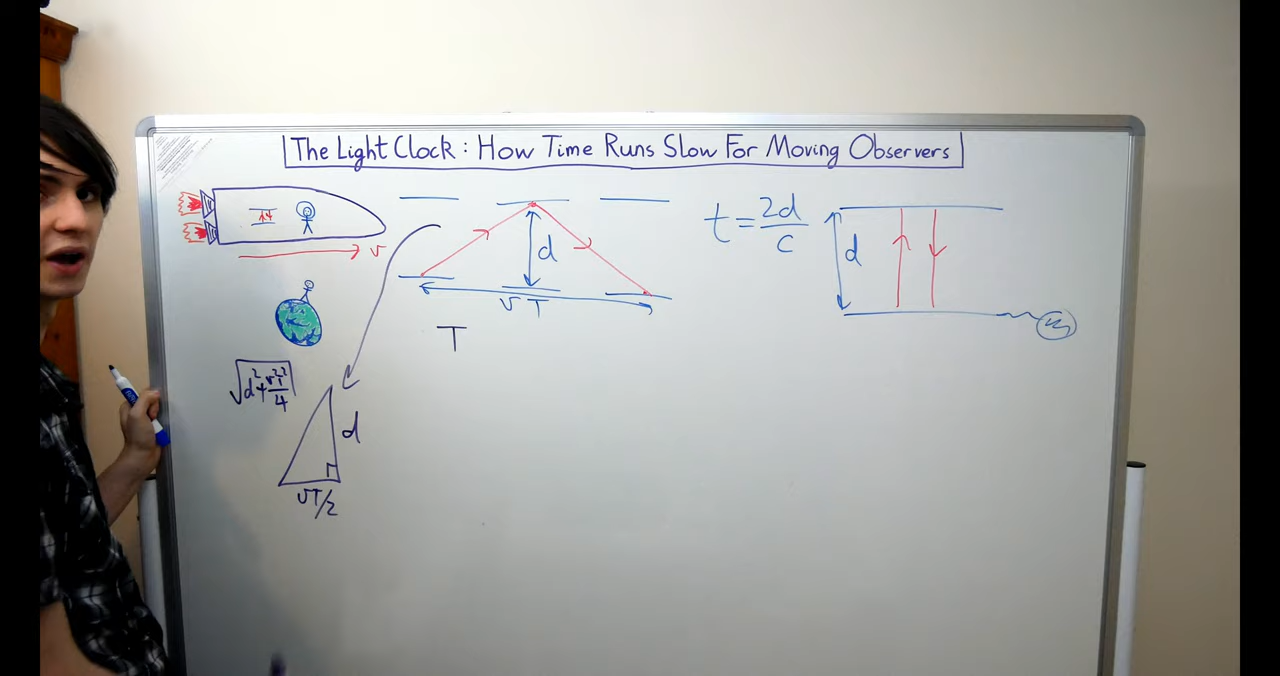 The Light Clock: How Time Runs Slow For Moving Observers
v
d
vT
T
t = 2d/c
d
√(d² + v²T²/4)
d
vT/2